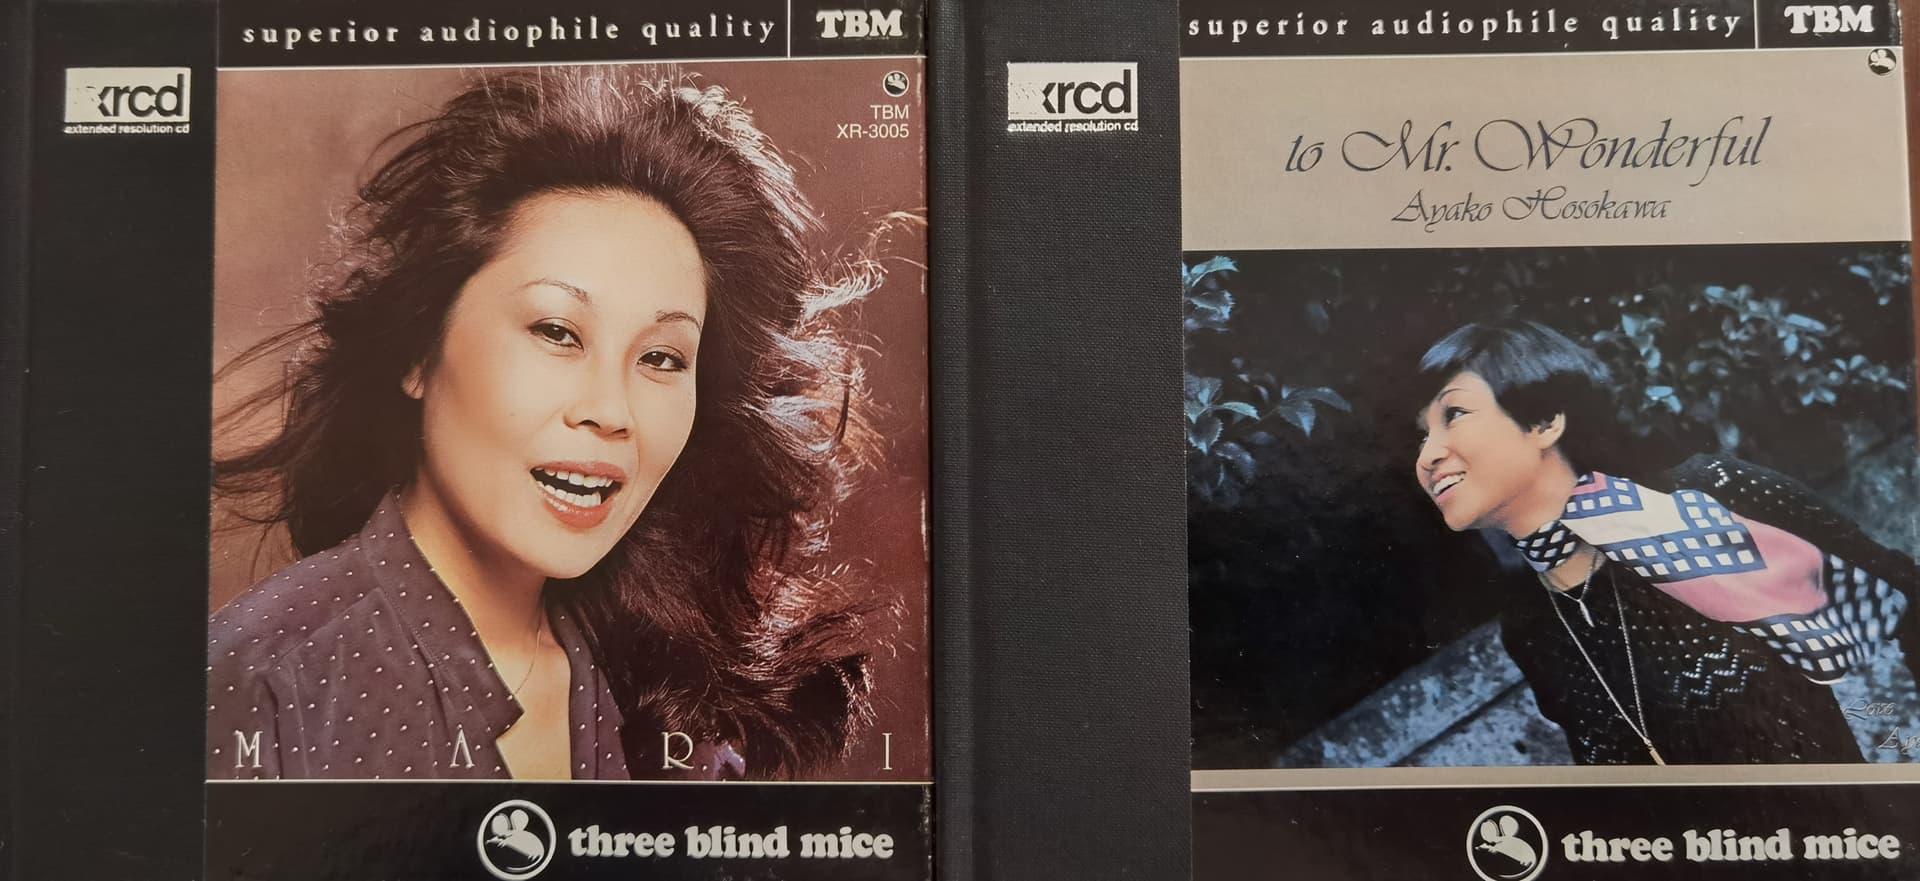 superior audiophile quality TBM
xrcd
extended resolution cd
TBM
XR-3005
M A R I
three blind mice
superior audiophile quality TBM
xrcd
extended resolution cd
to Mr. Wonderful
Ayako Hosokawa
Love
three blind mice